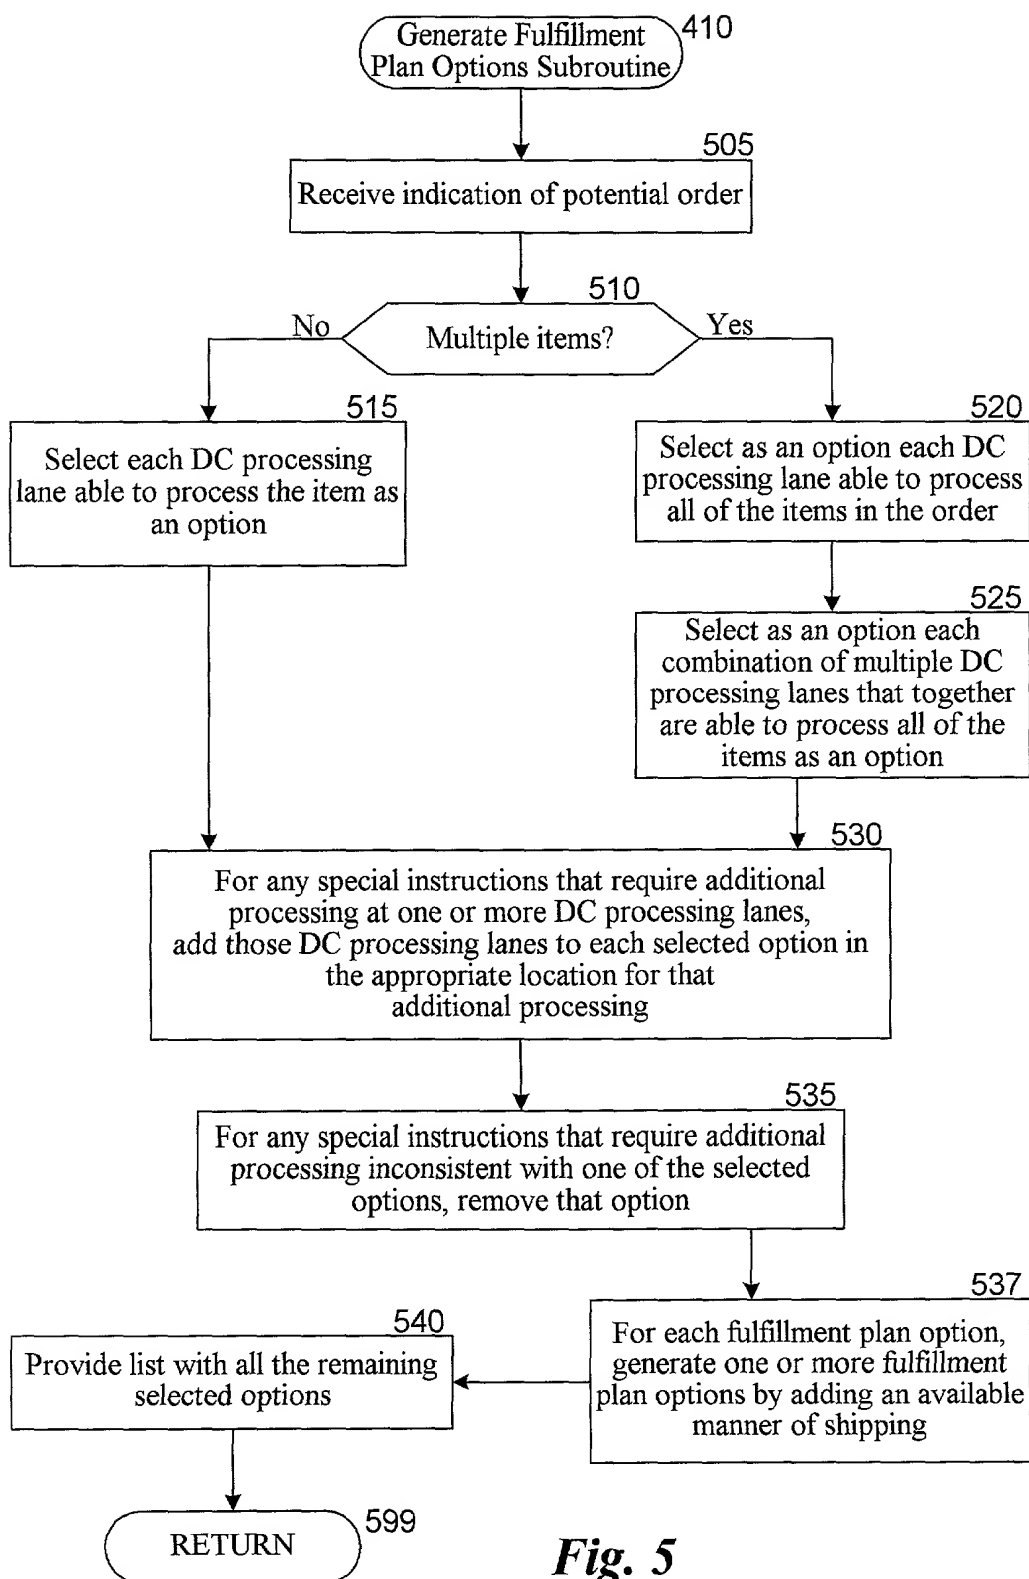 Generate Fulfillment
Plan Options Subroutine
410
505
Receive indication of potential order
510
No
Multiple items?
Yes
515
Select each DC processing
lane able to process the item as
an option
520
Select as an option each DC
processing lane able to process
all of the items in the order
525
Select as an option each
combination of multiple DC
processing lanes that together
are able to process all of the
items as an option
530
For any special instructions that require additional
processing at one or more DC processing lanes,
add those DC processing lanes to each selected option in
the appropriate location for that
additional processing
535
For any special instructions that require additional
processing inconsistent with one of the selected
options, remove that option
537
For each fulfillment plan option,
generate one or more fulfillment
plan options by adding an available
manner of shipping
540
Provide list with all the remaining
selected options
RETURN
599
Fig. 5